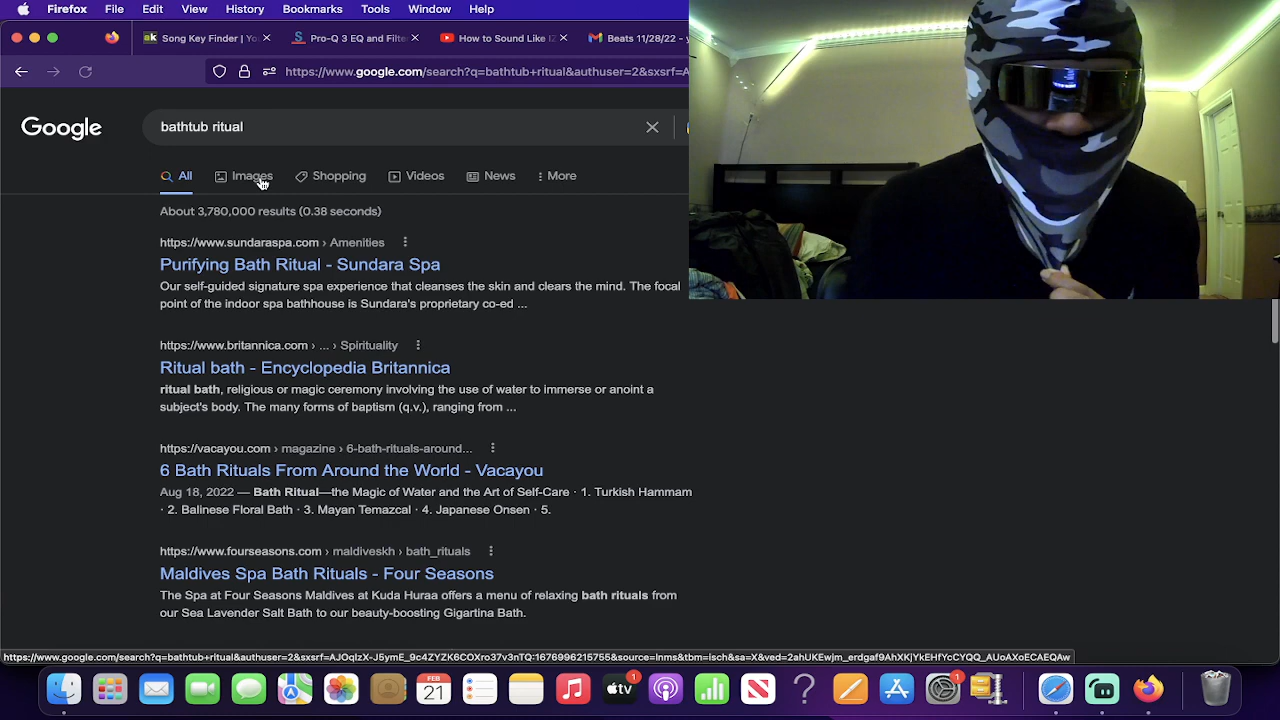 Firefox File Edit View History Bookmarks Tools Window Help
Song Key Finder | Yo
Pro-Q 3 EQ and Filte
How to Sound Like IZ
Beats 11/28/22 - y
https://www.google.com/search?q=bathtub+ritual&authuser=2&sxsrf=A
Google
bathtub ritual
All Images Shopping Videos News More
About 3,780,000 results (0.38 seconds)
https://www.sundaraspa.com › Amenities
Purifying Bath Ritual - Sundara Spa
Our self-guided signature spa experience that cleanses the skin and clears the mind. The focal
point of the indoor spa bathhouse is Sundara's proprietary co-ed ...
https://www.britannica.com › ... › Spirituality
Ritual bath - Encyclopedia Britannica
ritual bath, religious or magic ceremony involving the use of water to immerse or anoint a
subject's body. The many forms of baptism (q.v.), ranging from ...
https://vacayou.com › magazine › 6-bath-rituals-around...
6 Bath Rituals From Around the World - Vacayou
Aug 18, 2022 — Bath Ritual—the Magic of Water and the Art of Self-Care · 1. Turkish Hammam
· 2. Balinese Floral Bath · 3. Mayan Temazcal · 4. Japanese Onsen · 5.
https://www.fourseasons.com › maldiveskh › bath_rituals
Maldives Spa Bath Rituals - Four Seasons
The Spa at Four Seasons Maldives at Kuda Huraa offers a menu of relaxing bath rituals from
our Sea Lavender Salt Bath to our beauty-boosting Gigartina Bath.
FEB
21
tv
1
1